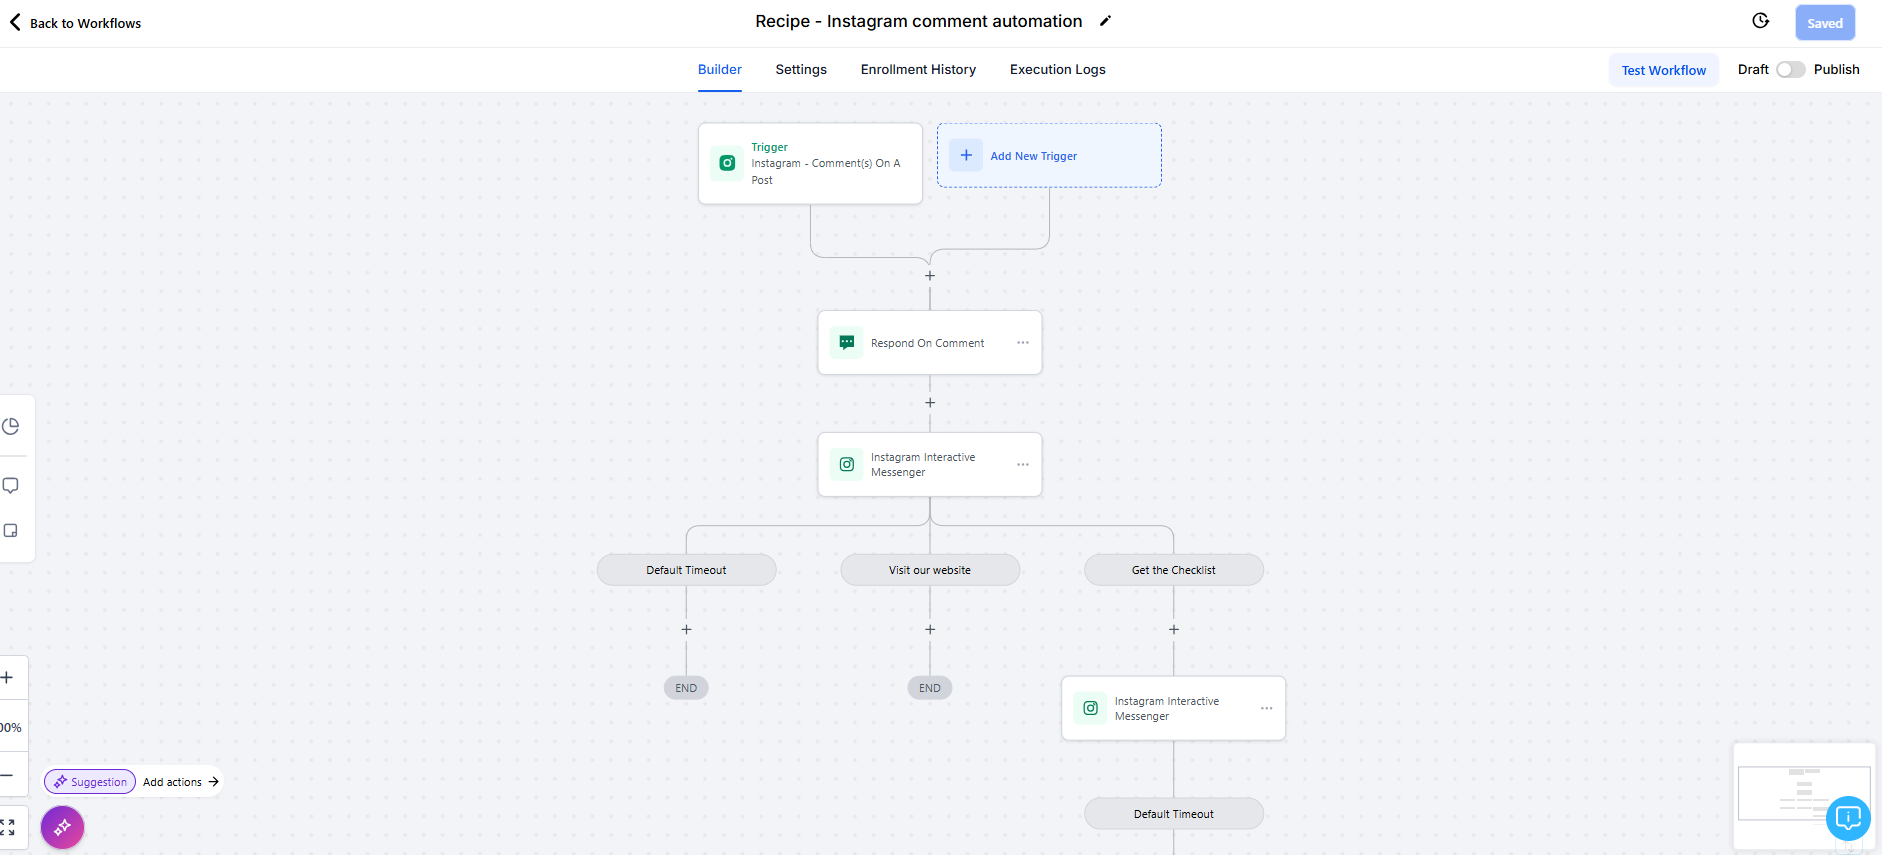 Back to Workflows
Recipe - Instagram comment automation
Saved
Builder
Settings
Enrollment History
Execution Logs
Test Workflow
Draft
Publish
Trigger
Instagram - Comment(s) On A
Post
Add New Trigger
Respond On Comment
Instagram Interactive
Messenger
Default Timeout
Visit our website
Get the Checklist
END
END
Instagram Interactive
Messenger
00%
Suggestion
Add actions
Default Timeout